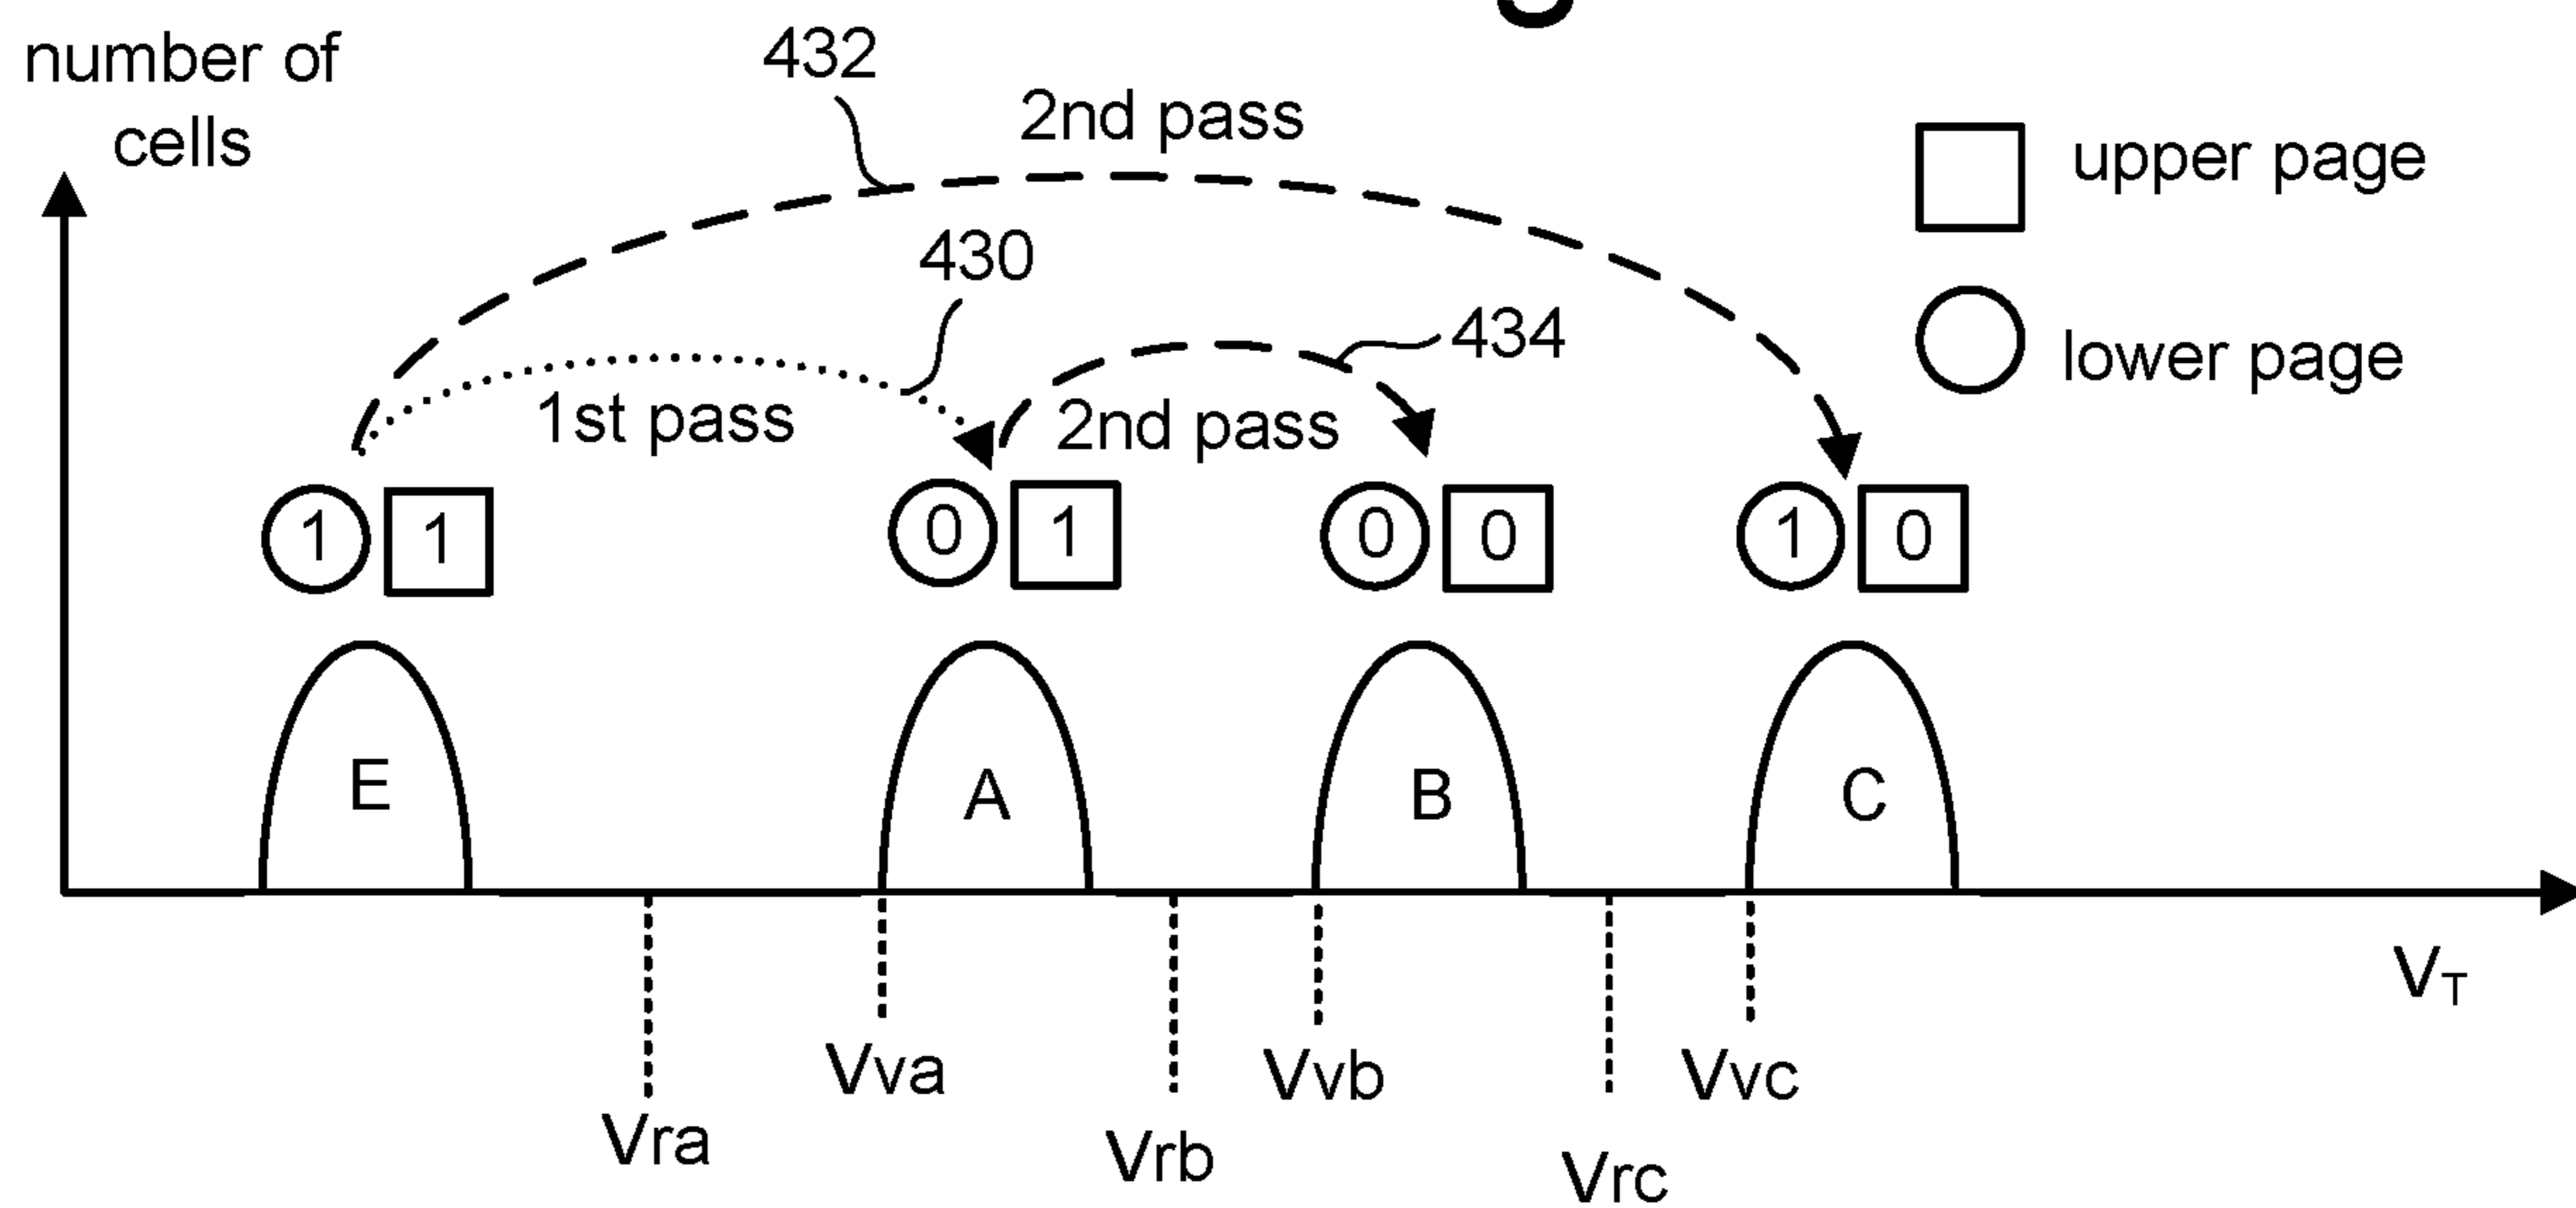 number of
cells
432
2nd pass
upper page
430
434
lower page
1st pass
2nd pass
1 1 0 1 0 0 1 0
E A B C
VT
Vva Vvb Vvc
Vra Vrb Vrc